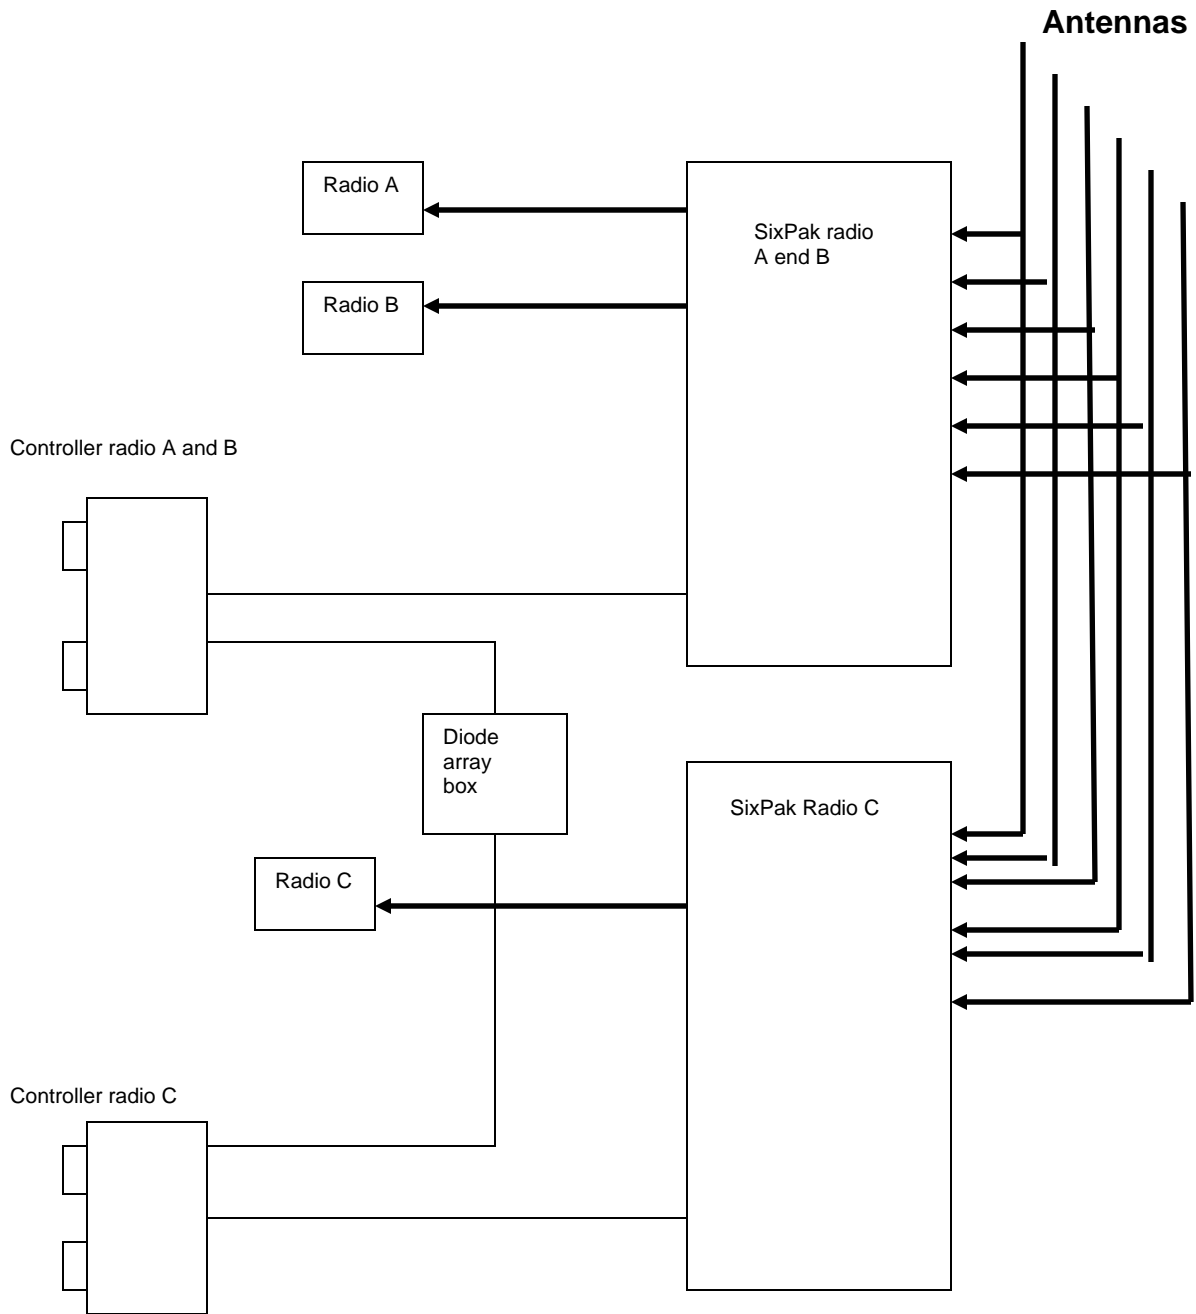 Antennas
Radio A
SixPak radio
A end B
Radio B
Controller radio A and B
Diode
array
box
SixPak Radio C
Radio C
Controller radio C